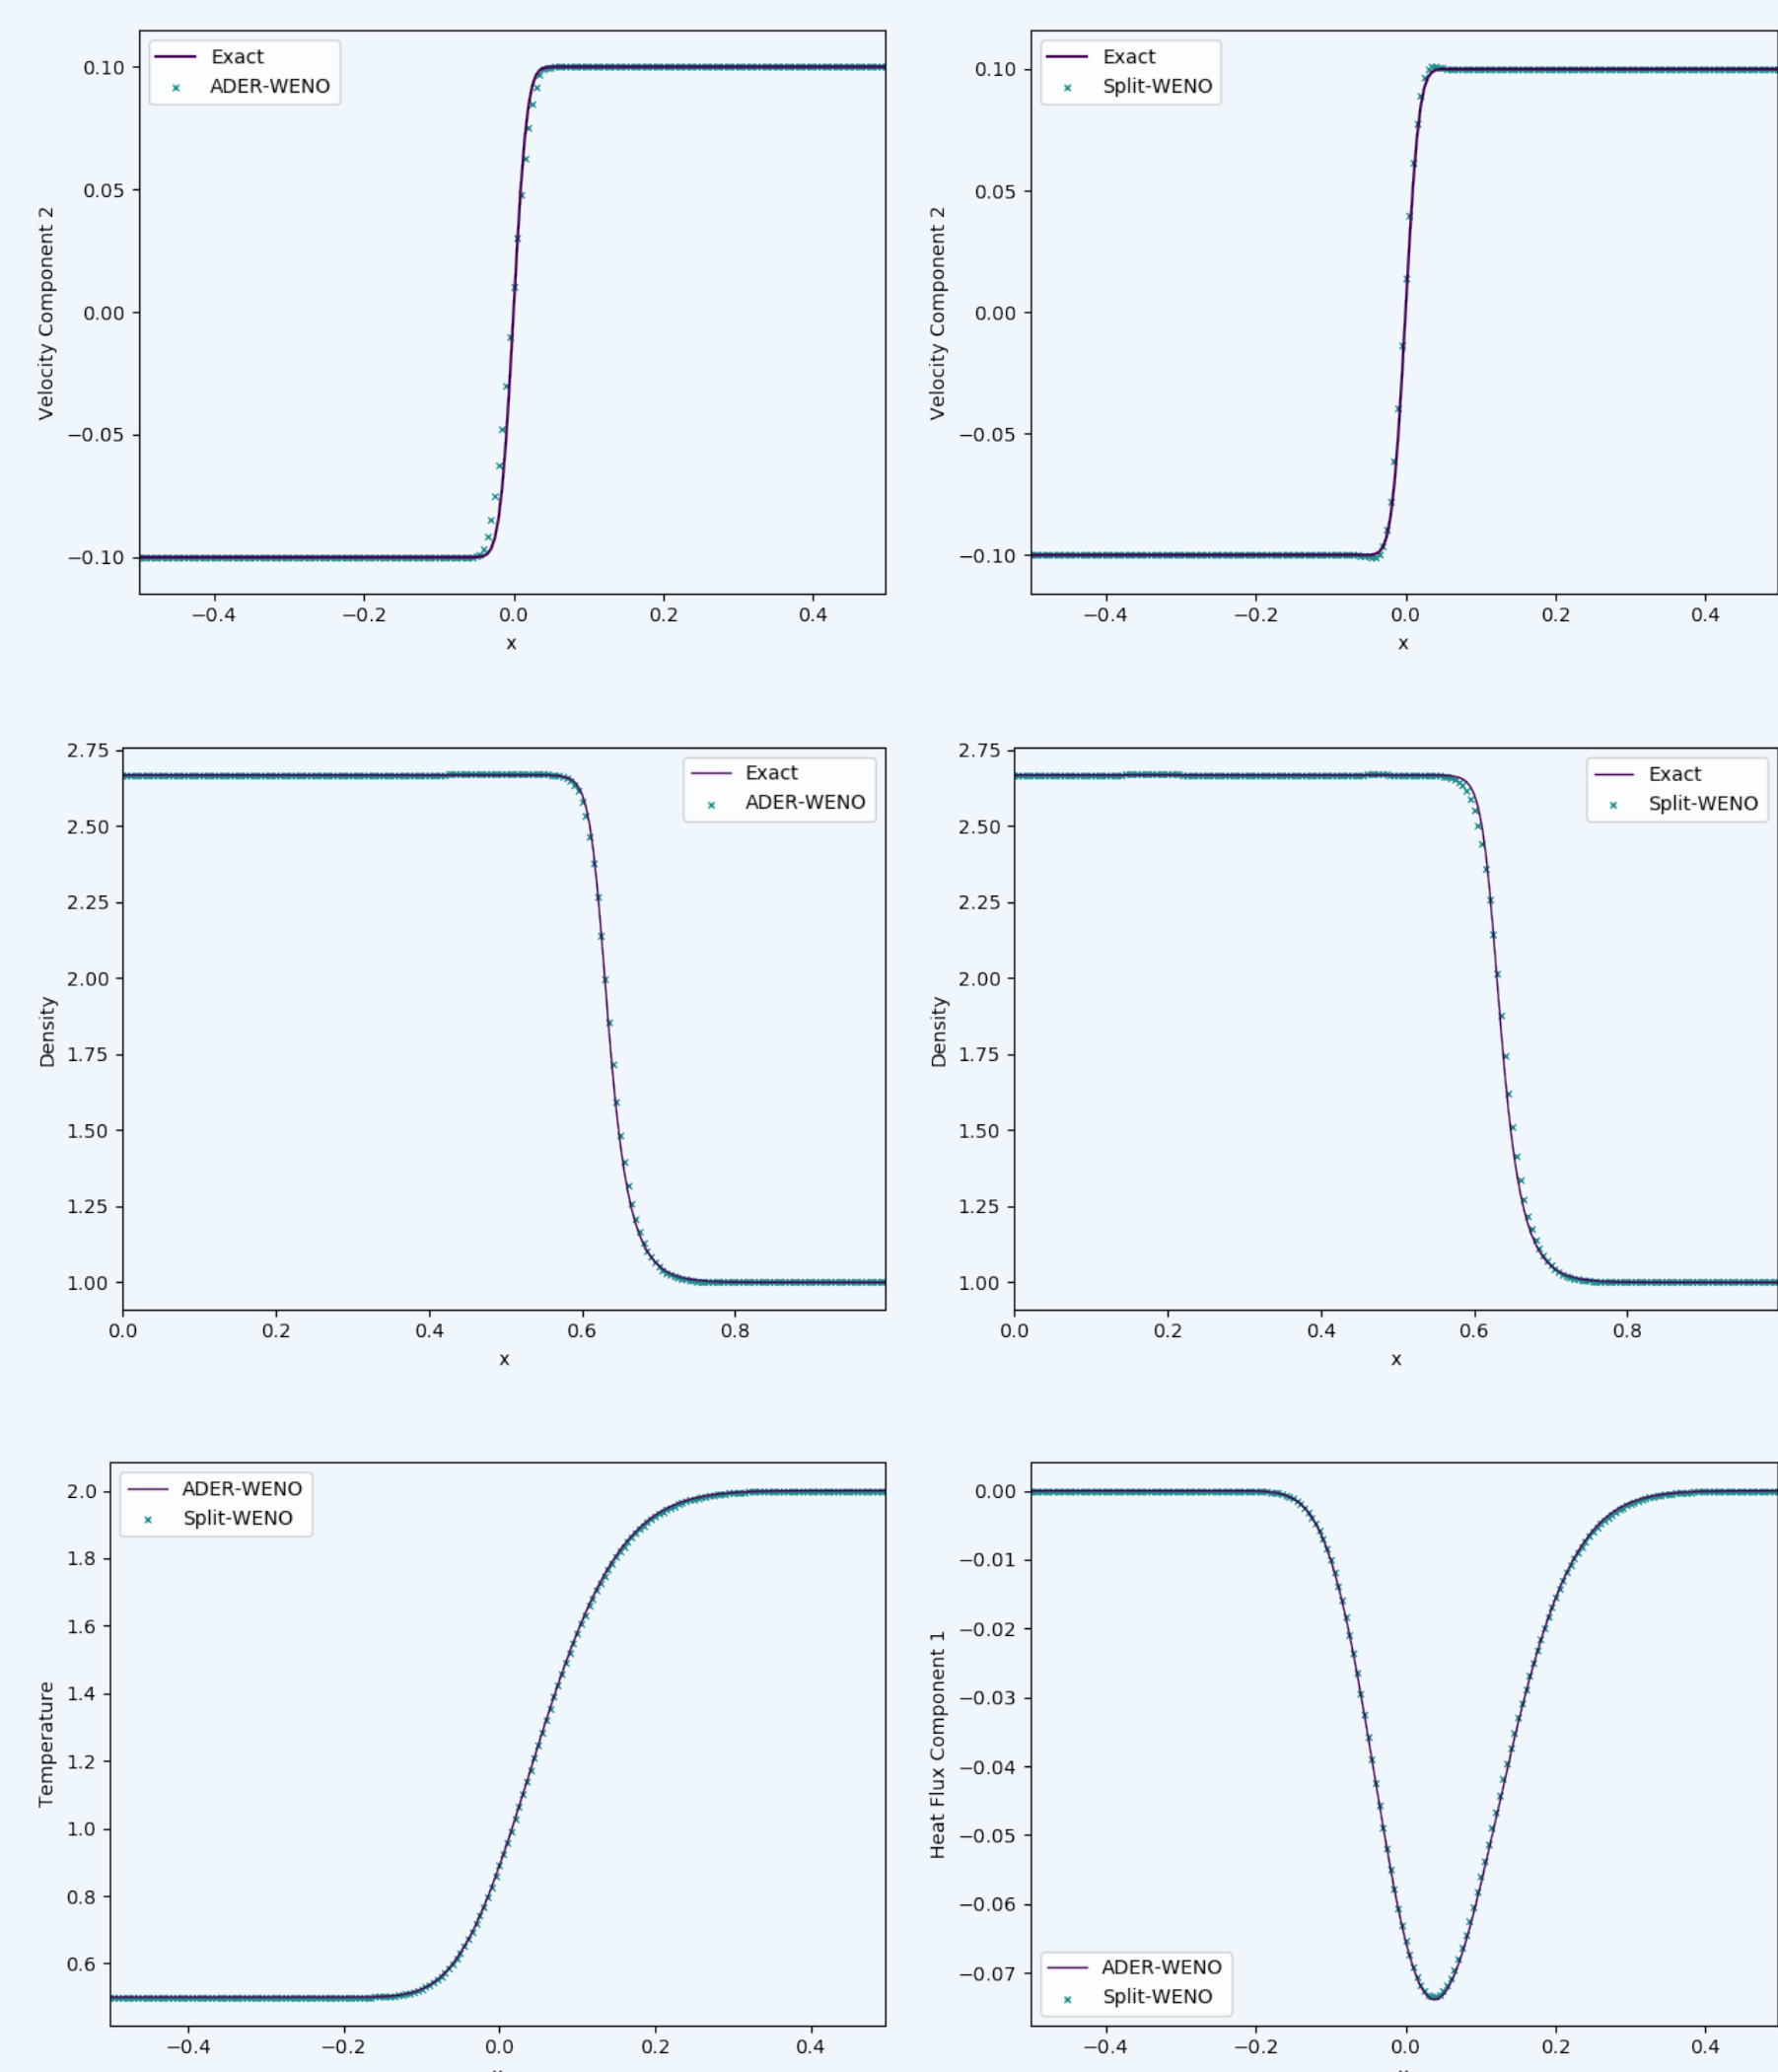 Exact
ADER-WENO
0.10
0.05
0.00
−0.05
−0.10
Velocity Component 2
−0.4 −0.2 0.0 0.2 0.4
x
Exact
Split-WENO
0.10
0.05
0.00
−0.05
−0.10
Velocity Component 2
−0.4 −0.2 0.0 0.2 0.4
x
Exact
ADER-WENO
2.75
2.50
2.25
2.00
1.75
1.50
1.25
1.00
Density
0.0 0.2 0.4 0.6 0.8
x
Exact
Split-WENO
2.75
2.50
2.25
2.00
1.75
1.50
1.25
1.00
Density
0.0 0.2 0.4 0.6 0.8
x
ADER-WENO
Split-WENO
2.0
1.8
1.6
1.4
1.2
1.0
0.8
0.6
Temperature
−0.4 −0.2 0.0 0.2 0.4
0.00
−0.01
−0.02
−0.03
−0.04
−0.05
−0.06
−0.07
Heat Flux Component 1
ADER-WENO
Split-WENO
−0.4 −0.2 0.0 0.2 0.4